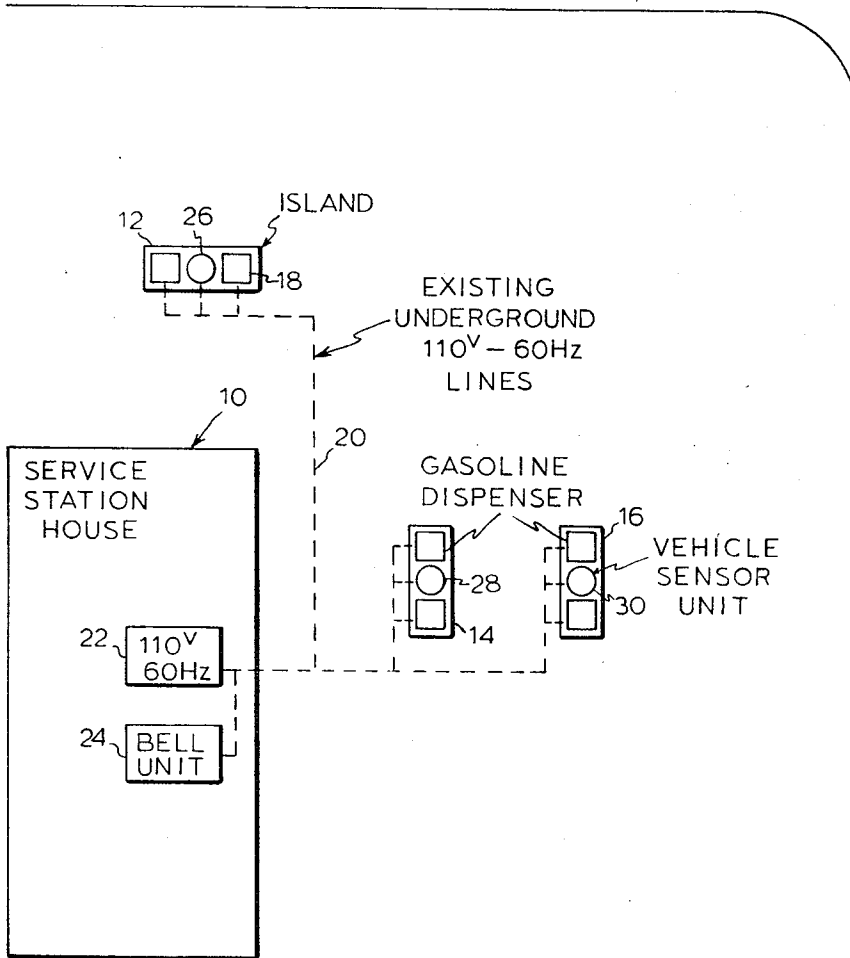 ISLAND
12
26
18
EXISTING
UNDERGROUND
110V – 60Hz
LINES
10
20
SERVICE
STATION
HOUSE
GASOLINE
DISPENSER
16
VEHICLE
SENSOR
UNIT
28
30
14
22
110V
60Hz
24
BELL
UNIT